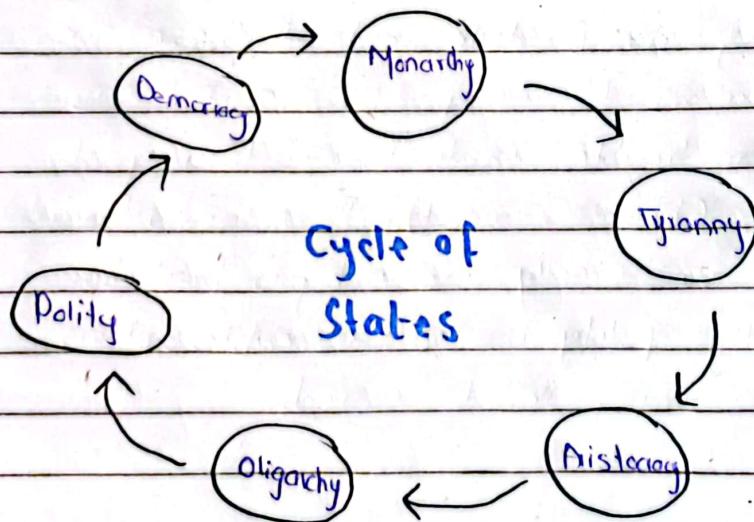 Monarchy
Democracy
Tyranny
Cycle of
States
Polity
Aristocracy
Oligarchy